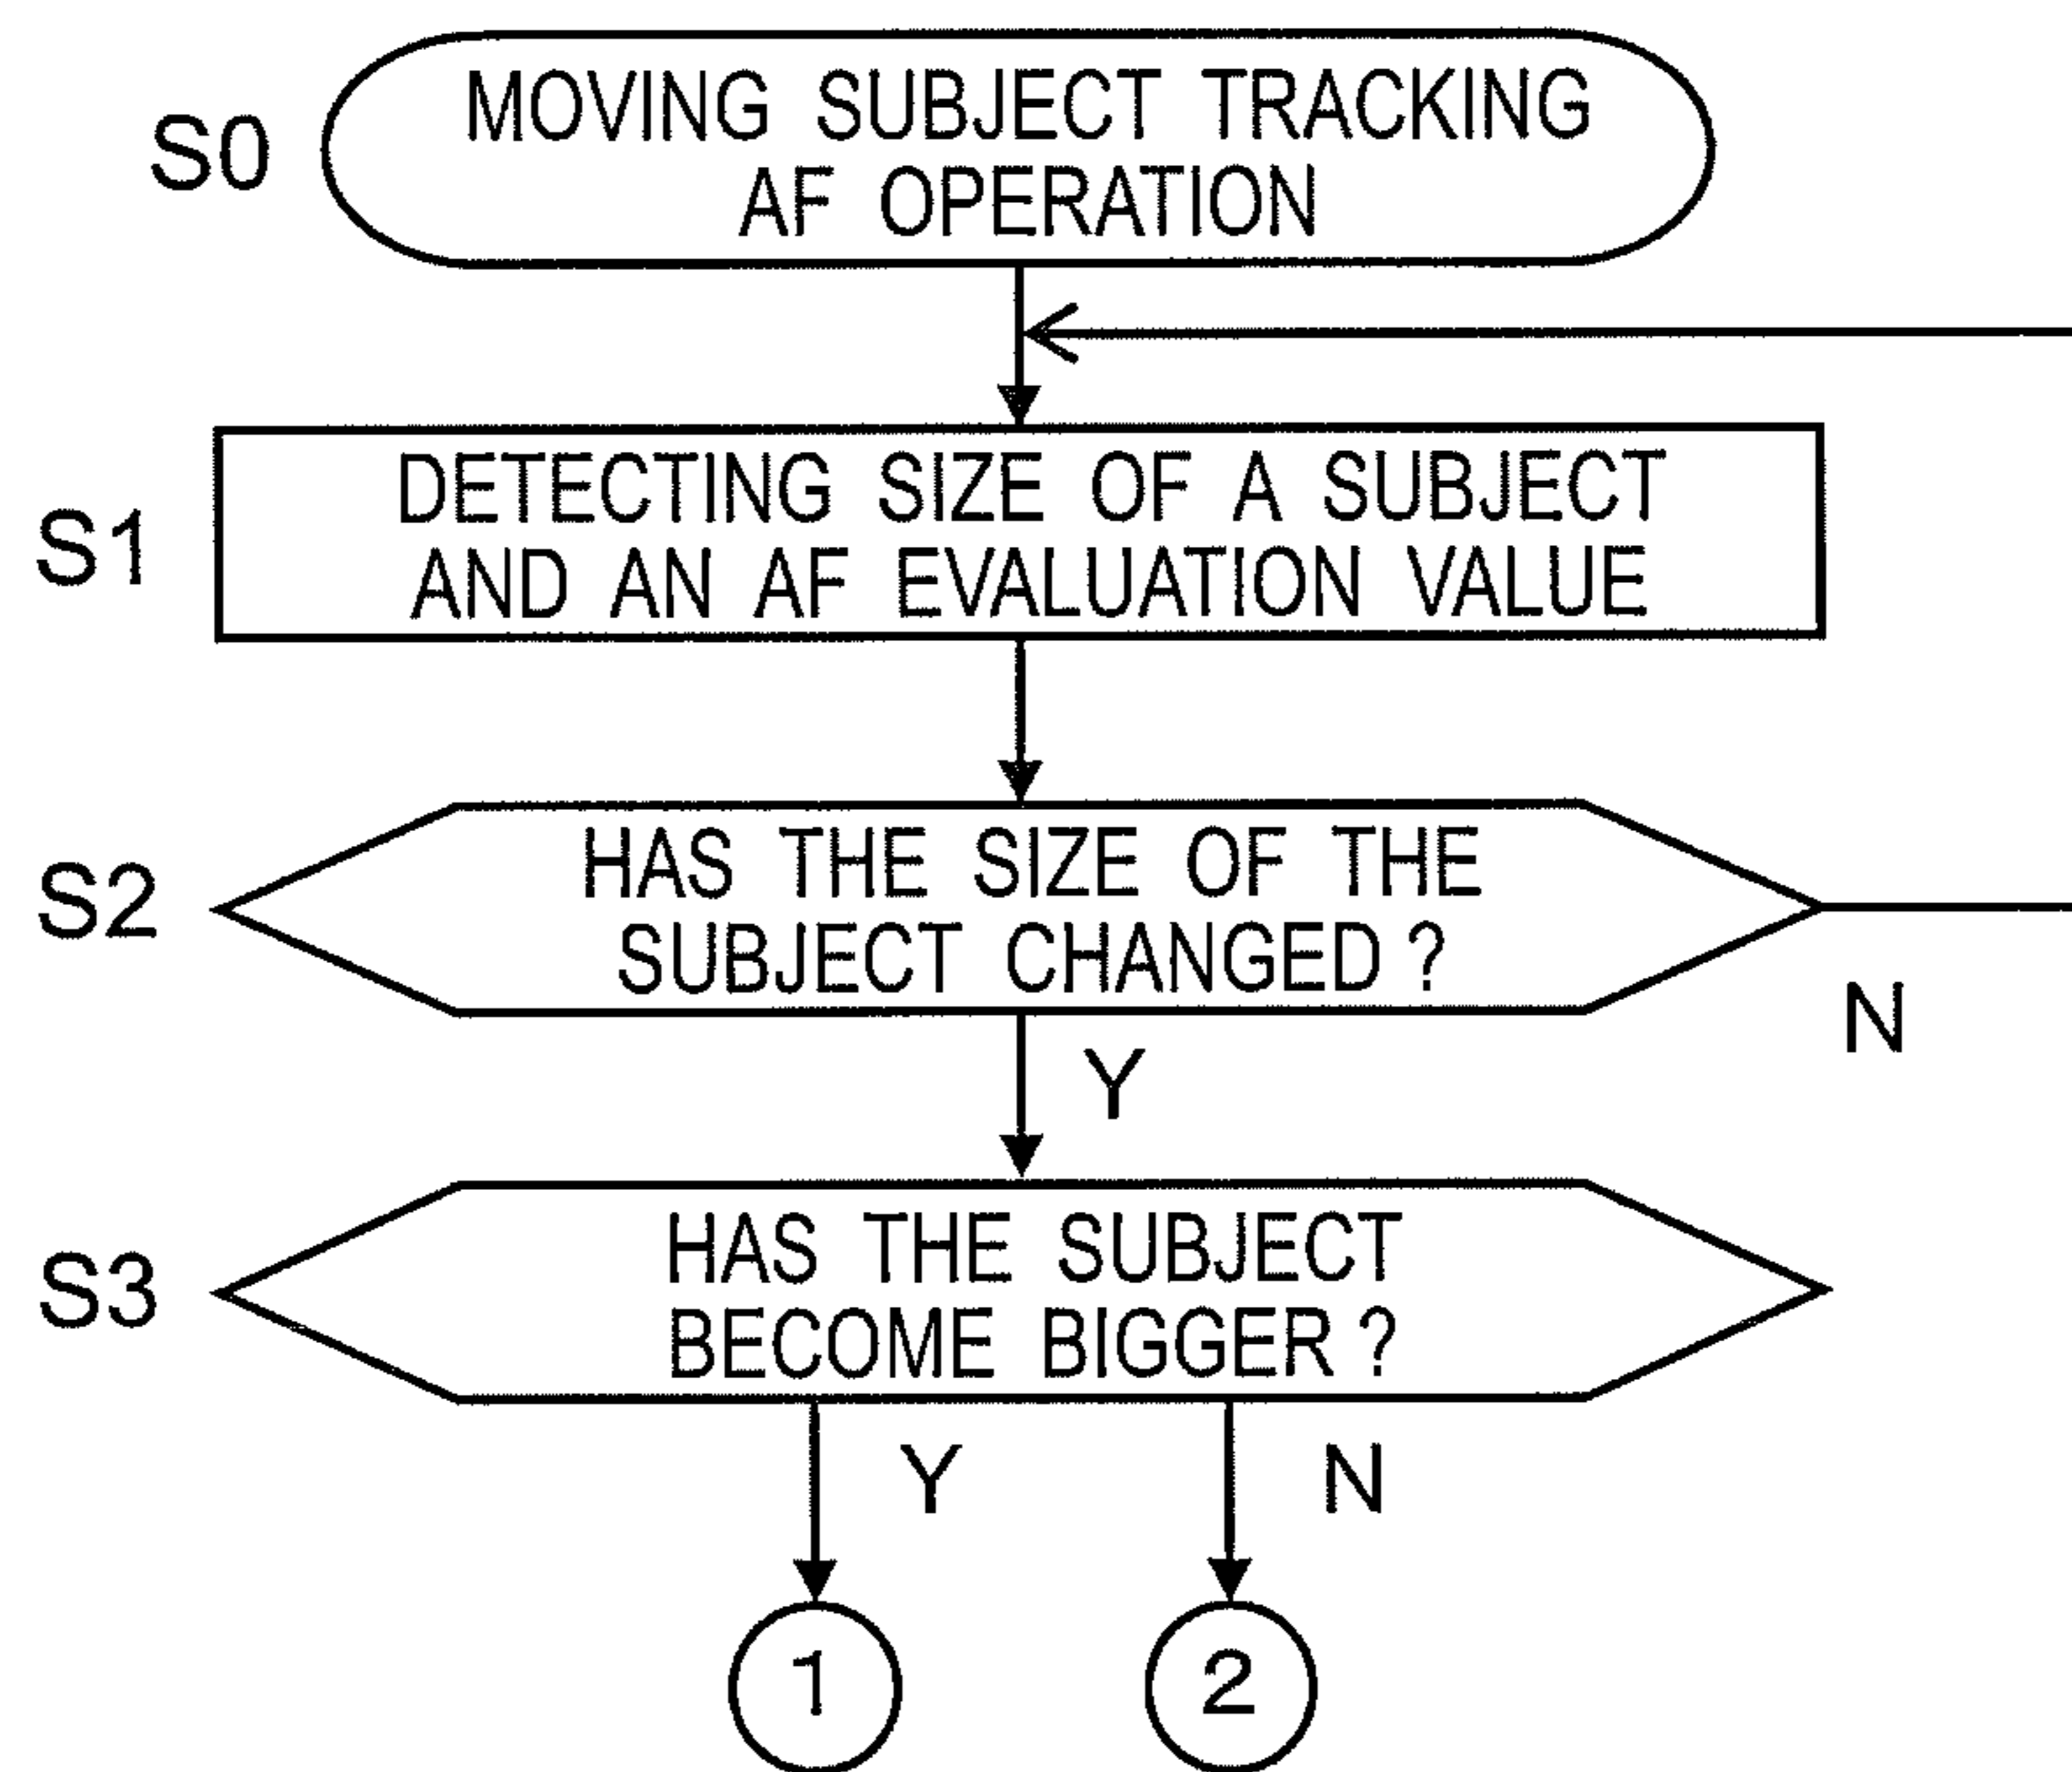 S0
MOVING SUBJECT TRACKING
AF OPERATION
S1
DETECTING SIZE OF A SUBJECT
AND AN AF EVALUATION VALUE
S2
HAS THE SIZE OF THE
SUBJECT CHANGED ?
N
Y
S3
HAS THE SUBJECT
BECOME BIGGER ?
Y
N
1
2